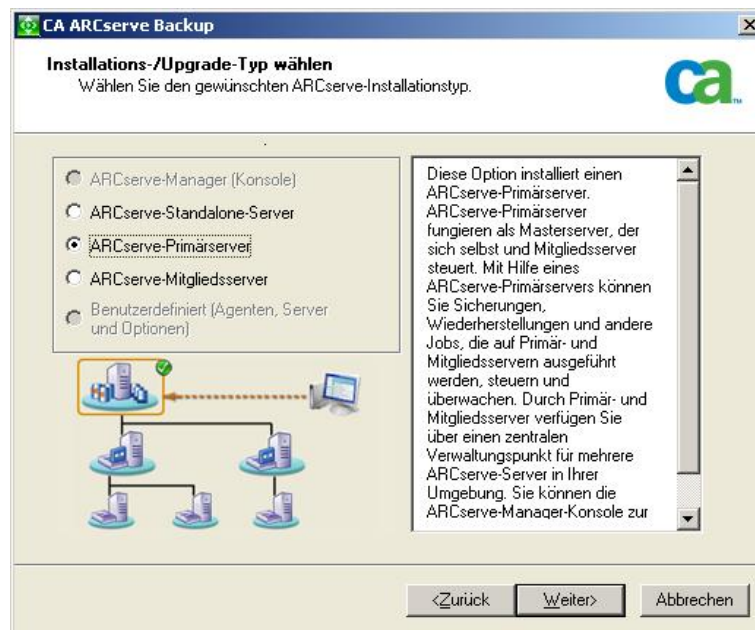 CA ARCserve Backup
Installations-/Upgrade-Typ wählen
Wählen Sie den gewünschten ARCserve-Installationstyp.
ca
ARCserve-Manager (Konsole)
ARCserve-Standalone-Server
ARCserve-Primärserver
ARCserve-Mitgliedsserver
Benutzerdefiniert (Agenten, Server
und Optionen)
Diese Option installiert einen
ARCserve-Primärserver.
ARCserve-Primärserver
fungieren als Masterserver, der
sich selbst und Mitgliedsserver
steuert. Mit Hilfe eines
ARCserve-Primärservers können
Sie Sicherungen,
Wiederherstellungen und andere
Jobs, die auf Primär- und
Mitgliedsservern ausgeführt
werden, steuern und
überwachen. Durch Primär- und
Mitgliedsserver verfügen Sie
über einen zentralen
Verwaltungspunkt für mehrere
ARCserve-Server in Ihrer
Umgebung. Sie können die
ARCserve-Manager-Konsole zur
<Zurück
Weiter>
Abbrechen